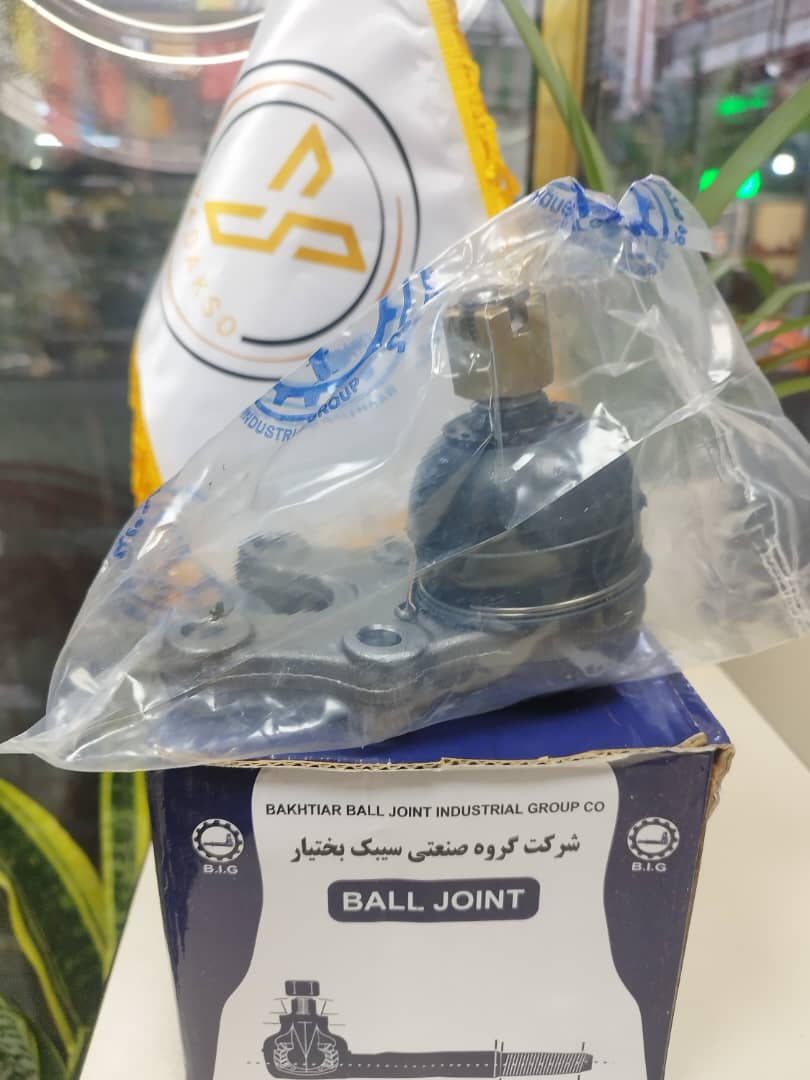 INDUSTRIAL GROUP
BAKHTIAR BALL JOINT INDUSTRIAL GROUP CO
شرکت گروه صنعتی سیبک بختیار
B.I.G
B.I.G
BALL JOINT